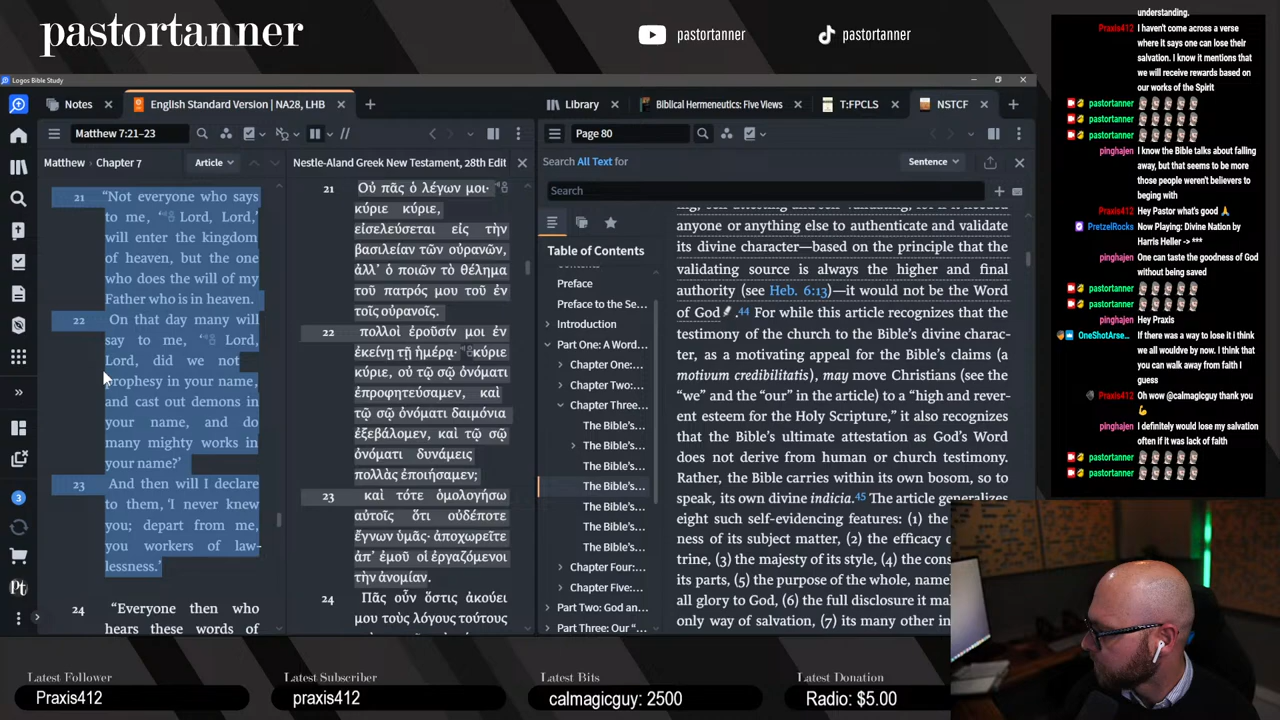 pastortanner
pastortanner
pastortanner
Logos Bible Study
Notes
English Standard Version | NA28, LHB
Library
Biblical Hermeneutics: Five Views
T:FPCLS
NSTCF
Matthew 7:21–23
Page 80
Matthew › Chapter 7
Article
Nestle-Aland Greek New Testament, 28th Edit
21 “Not everyone who says
to me, ‘ Lord, Lord,’
will enter the kingdom
of heaven, but the one
who does the will of my
Father who is in heaven.
22 On that day many will
say to me, ‘ Lord,
Lord, did we not
prophesy in your name,
and cast out demons in
your name, and do
many mighty works in
your name?’
23 And then will I declare
to them, ‘I never knew
you; depart from me,
you workers of law-
lessness.’
24 “Everyone then who
hears these words of
21 Οὐ πᾶς ὁ λέγων μοι·
κύριε κύριε,
εἰσελεύσεται εἰς τὴν
βασιλείαν τῶν οὐρανῶν,
ἀλλ’ ὁ ποιῶν τὸ θέλημα
τοῦ πατρός μου τοῦ ἐν
τοῖς οὐρανοῖς.
22 πολλοὶ ἐροῦσίν μοι ἐν
ἐκείνῃ τῇ ἡμέρᾳ· κύριε
κύριε, οὐ τῷ σῷ ὀνόματι
ἐπροφητεύσαμεν, καὶ
τῷ σῷ ὀνόματι δαιμόνια
ἐξεβάλομεν, καὶ τῷ σῷ
ὀνόματι δυνάμεις
πολλὰς ἐποιήσαμεν;
23 καὶ τότε ὁμολογήσω
αὐτοῖς ὅτι οὐδέποτε
ἔγνων ὑμᾶς· ἀποχωρεῖτε
ἀπ’ ἐμοῦ οἱ ἐργαζόμενοι
τὴν ἀνομίαν.
24 Πᾶς οὖν ὅστις ἀκούει
μου τοὺς λόγους τούτους
Search All Text for
Sentence
Search
Table of Contents
Preface
Preface to the Se...
Introduction
Part One: A Word...
Chapter One:...
Chapter Two:...
Chapter Three...
The Bible’s...
The Bible’s...
The Bible’s...
The Bible’s...
The Bible’s...
The Bible’s...
The Bible’s...
Chapter Four:...
Chapter Five:...
Part Two: God an...
Part Three: Our “...
anyone or anything else to authenticate and validate
its divine character—based on the principle that the
validating source is always the higher and final
authority (see Heb. 6:13)—it would not be the Word
of God .44 For while this article recognizes that the
testimony of the church to the Bible’s divine charac-
ter, as a motivating appeal for the Bible’s claims (a
motivum credibilitatis), may move Christians (see the
“we” and the “our” in the article) to a “high and rever-
ent esteem for the Holy Scripture,” it also recognizes
that the Bible’s ultimate attestation as God’s Word
does not derive from human or church testimony.
Rather, the Bible carries within its own bosom, so to
speak, its own divine indicia.45 The article generalizes
eight such self-evidencing features: (1) the
ness of its subject matter, (2) the efficacy o
trine, (3) the majesty of its style, (4) the cons
its parts, (5) the purpose of the whole, name
all glory to God, (6) the full disclosure it mal
only way of salvation, (7) its many other in
understanding.
Praxis412 I haven't come across a verse
where it says one can lose their
salvation. I know it mentions that
we will receive rewards based on
our works of the Spirit
pastortanner
pastortanner
pinghajen I know the Bible talks about falling
away, but that seems to be more
those people weren't believers to
beging with
Praxis412 Hey Pastor what's good
PretzelRocks Now Playing: Divine Nation by
Harris Heller -> ***
pinghajen One can taste the goodness of God
without being saved
pastortanner
pastortanner
pinghajen Hey Praxis
OneShotArse... If there was a way to lose it i think
we all wouldve by now. I think that
you can walk away from faith I
guess
Praxis412 Oh wow @calmagicguy thank you
pinghajen I definitely would lose my salvation
often if it was lack of faith
pastortanner
pastortanner
3
Pt
Latest Follower
Praxis412
Latest Subscriber
praxis412
Latest Bits
calmagicguy: 2500
Latest Donation
Radio: $5.00